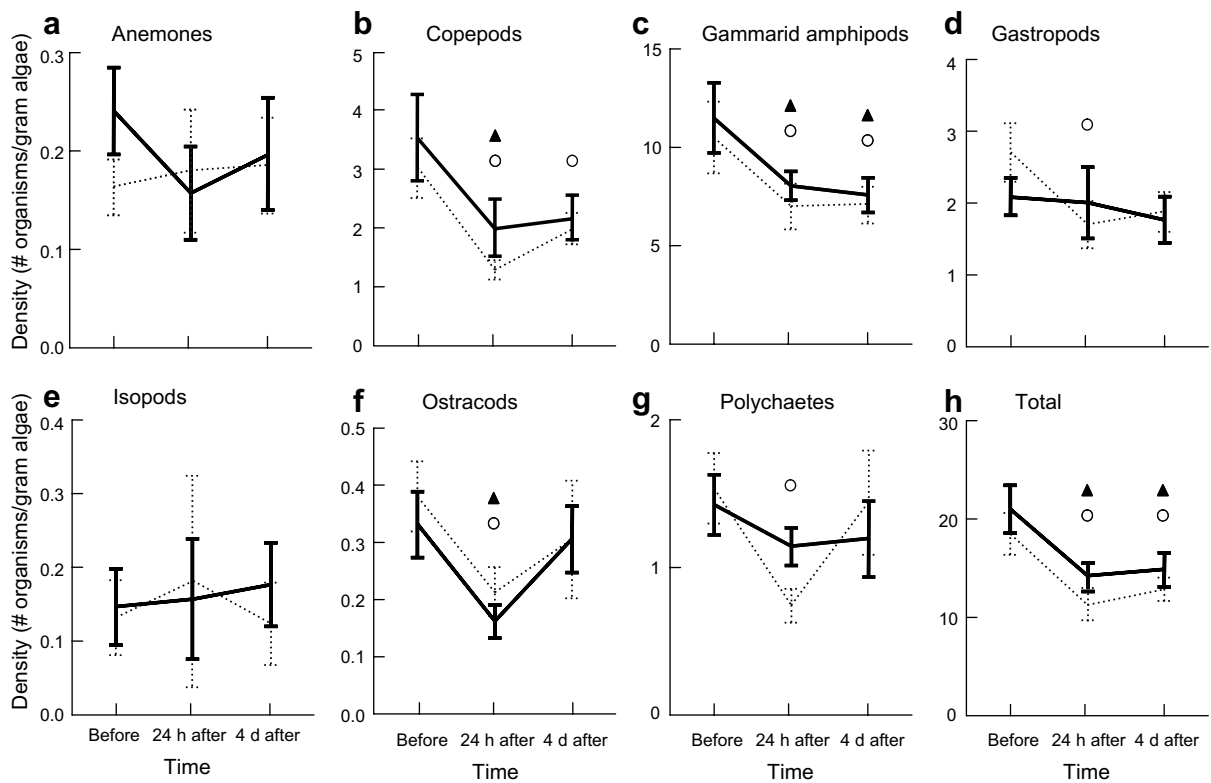 a Anemones
0.3
0.2
0.1
0.0
Density (# organisms/gram algae)
b Copepods
5
4
3
2
1
0
c Gammarid amphipods
15
10
5
0
d Gastropods
4
3
2
1
0
e Isopods
0.4
0.3
0.2
0.1
0.0
Density (# organisms/gram algae)
Before 24 h after 4 d after
Time
f Ostracods
0.5
0.4
0.3
0.2
0.1
0.0
Before 24 h after 4 d after
Time
g Polychaetes
2
1
0
Before 24 h after 4 d after
Time
h Total
30
20
10
0
Before 24 h after 4 d after
Time